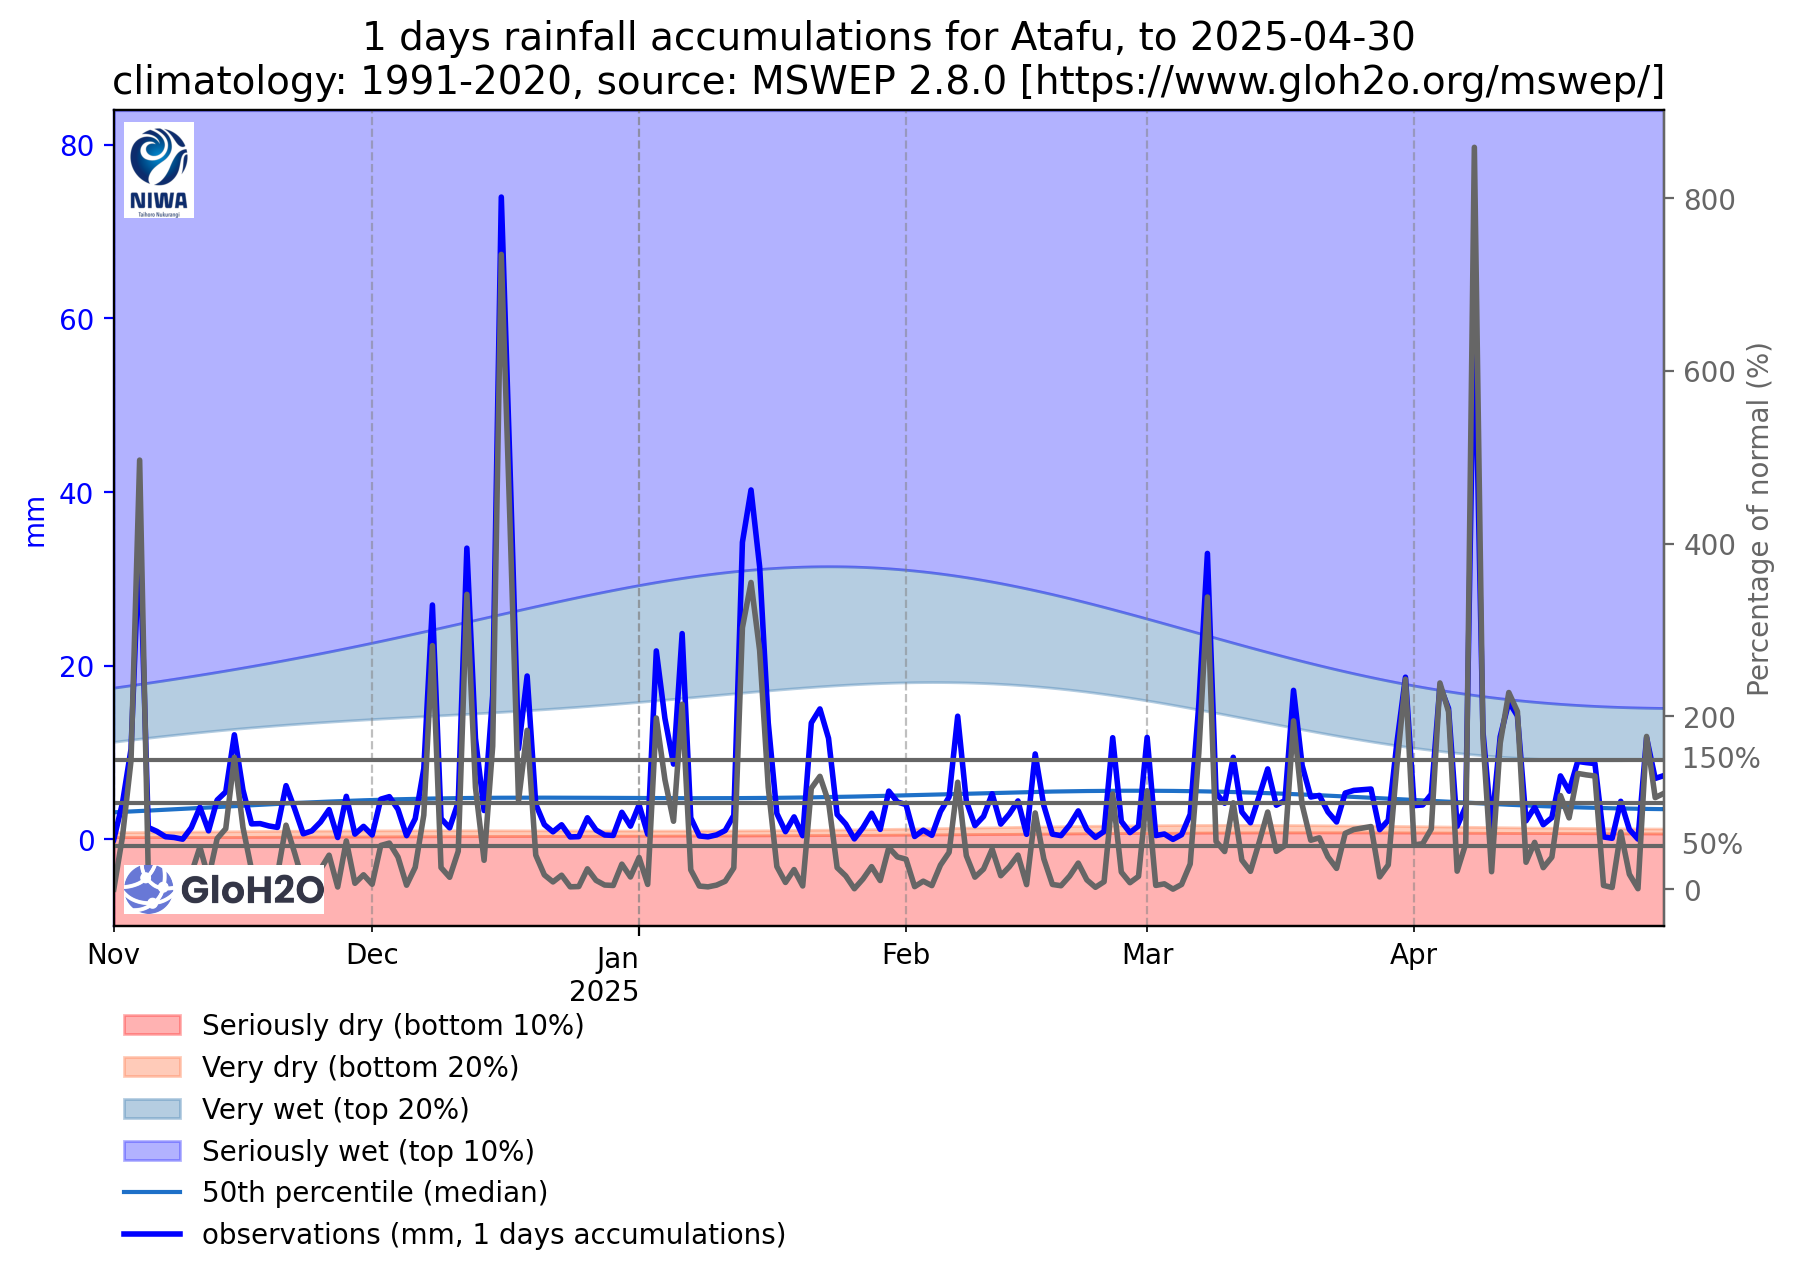 1 days rainfall accumulations for Atafu, to 2025-04-30
climatology: 1991-2020, source: MSWEP 2.8.0 [https://www.gloh2o.org/mswep/]
NIWA
Taihoro Nukurangi
80
60
40
20
0
mm
800
600
400
200
150%
50%
0
Percentage of normal (%)
GloH2O
Nov
Dec
Jan
2025
Feb
Mar
Apr
Seriously dry (bottom 10%)
Very dry (bottom 20%)
Very wet (top 20%)
Seriously wet (top 10%)
50th percentile (median)
observations (mm, 1 days accumulations)